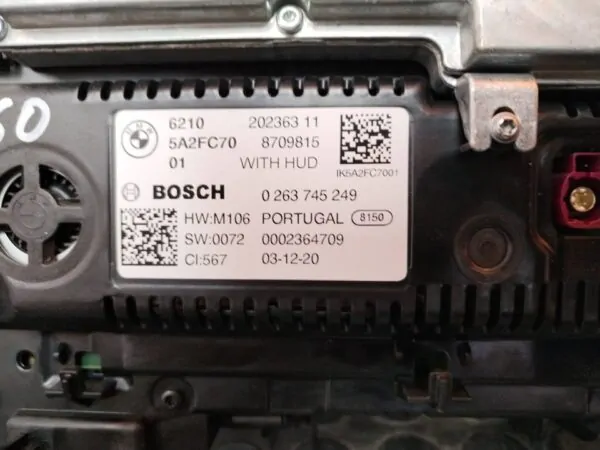 50
BMW
6210 202363 11
5A2FC70 8709815
01 WITH HUD
IK5A2FC7001
BOSCH 0 263 745 249
HW:M106 PORTUGAL 8150
SW:0072 0002364709
CI:567 03-12-20